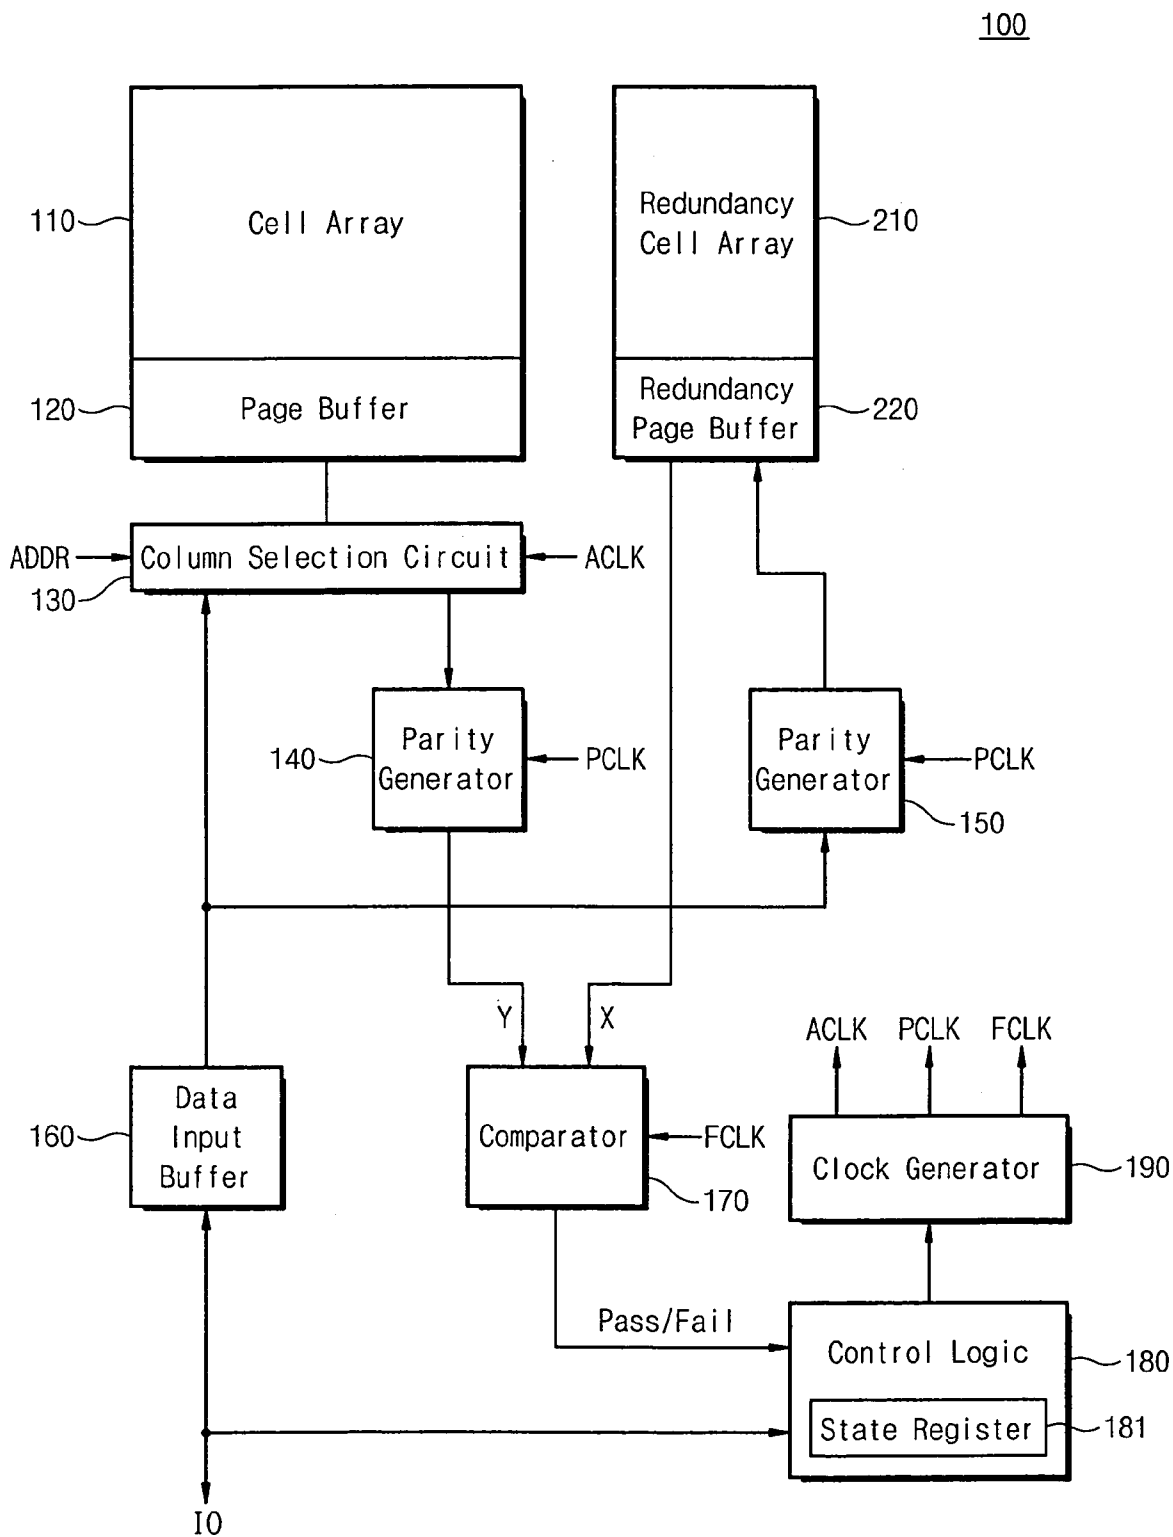 100
110
Cell Array
Redundancy
Cell Array
210
120
Page Buffer
Redundancy
Page Buffer
220
ADDR
Column Selection Circuit
ACLK
130
140
Parity
Generator
PCLK
Parity
Generator
PCLK
150
Y
X
ACLK
PCLK
FCLK
160
Data
Input
Buffer
Comparator
FCLK
170
Clock Generator
190
Pass/Fail
Control Logic
180
State Register
181
IO